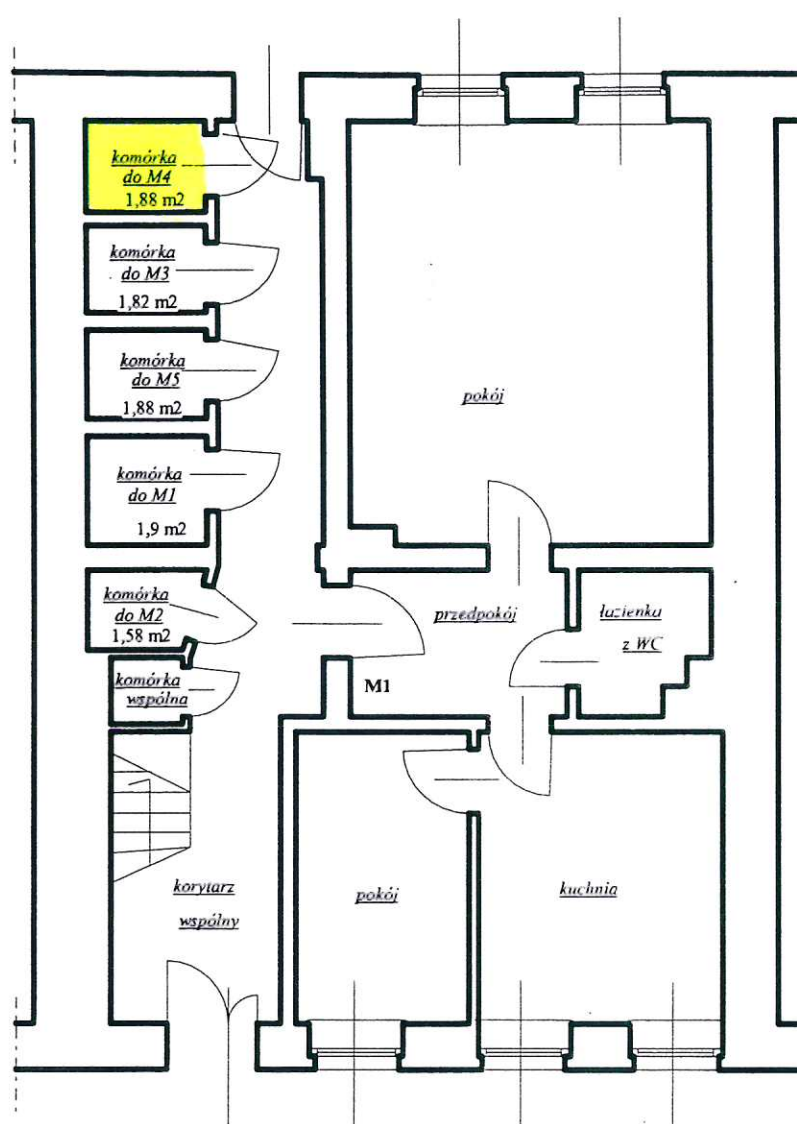 komórka
do M4
1,88 m2
komórka
do M3
1,82 m2
komórka
do M5
1,88 m2
pokój
komórka
do M1
1,9 m2
komórka
do M2
1,58 m2
przedpokój
łazienka
z WC
komórka
wspólna
M1
korytarz
wspólny
pokój
kuchnia